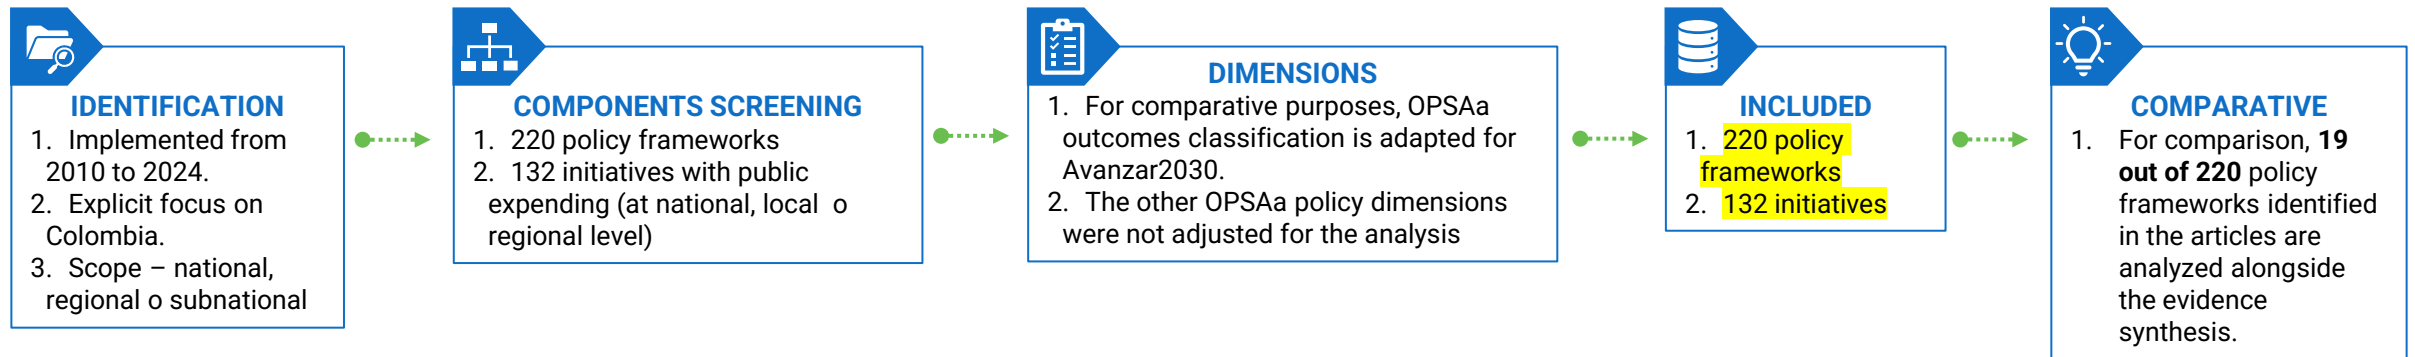 IDENTIFICATION
1. Implemented from
2010 to 2024.
2. Explicit focus on
Colombia.
3. Scope – national,
regional o subnational
COMPONENTS SCREENING
1. 220 policy frameworks
2. 132 initiatives with public
expending (at national, local o
regional level)
DIMENSIONS
1. For comparative purposes, OPSAa
outcomes classification is adapted for
Avanzar2030.
2. The other OPSAa policy dimensions
were not adjusted for the analysis
INCLUDED
1. 220 policy
frameworks
2. 132 initiatives
COMPARATIVE
1. For comparison, 19
out of 220 policy
frameworks identified
in the articles are
analyzed alongside
the evidence
synthesis.